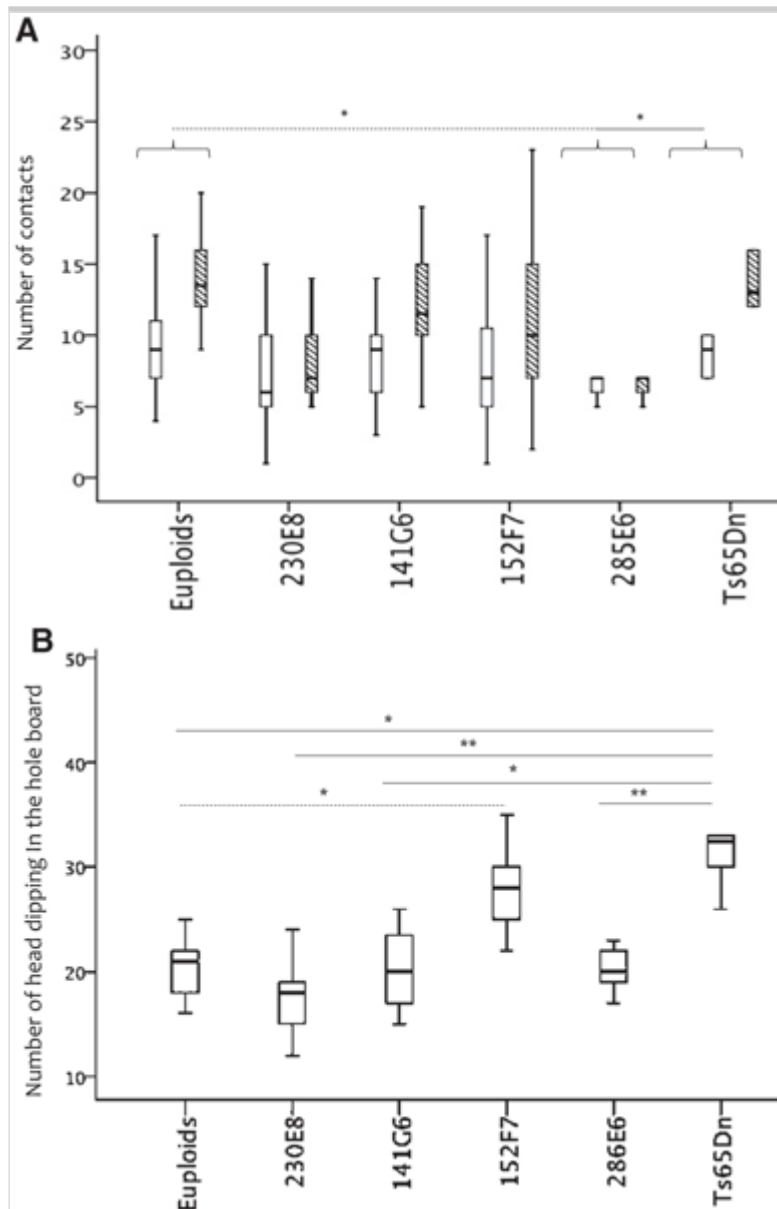 A
Number of contacts
30
25
20
15
10
5
0
*
*
Euploids
230E8
141G6
152F7
285E6
Ts65Dn
B
Number of head dipping In the hole board
50
40
30
20
10
*
**
*
*
**
Euploids
230E8
141G6
152F7
286E6
Ts65Dn